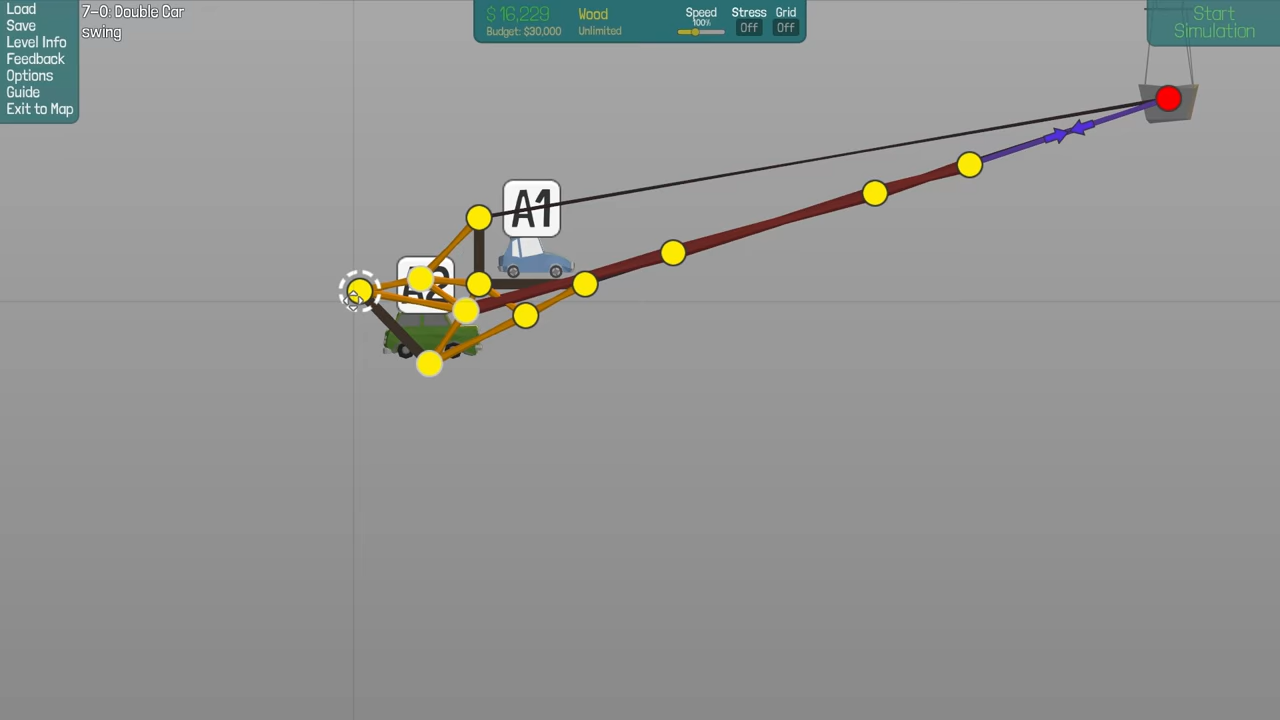 Load
Save
Level Info
Feedback
Options
Guide
Exit to Map
7-0: Double Car
swing
$ 16,229
Budget: $30,000
Wood
Unlimited
Speed
100%
Stress
Off
Grid
Off
Start
Simulation
A1
A2